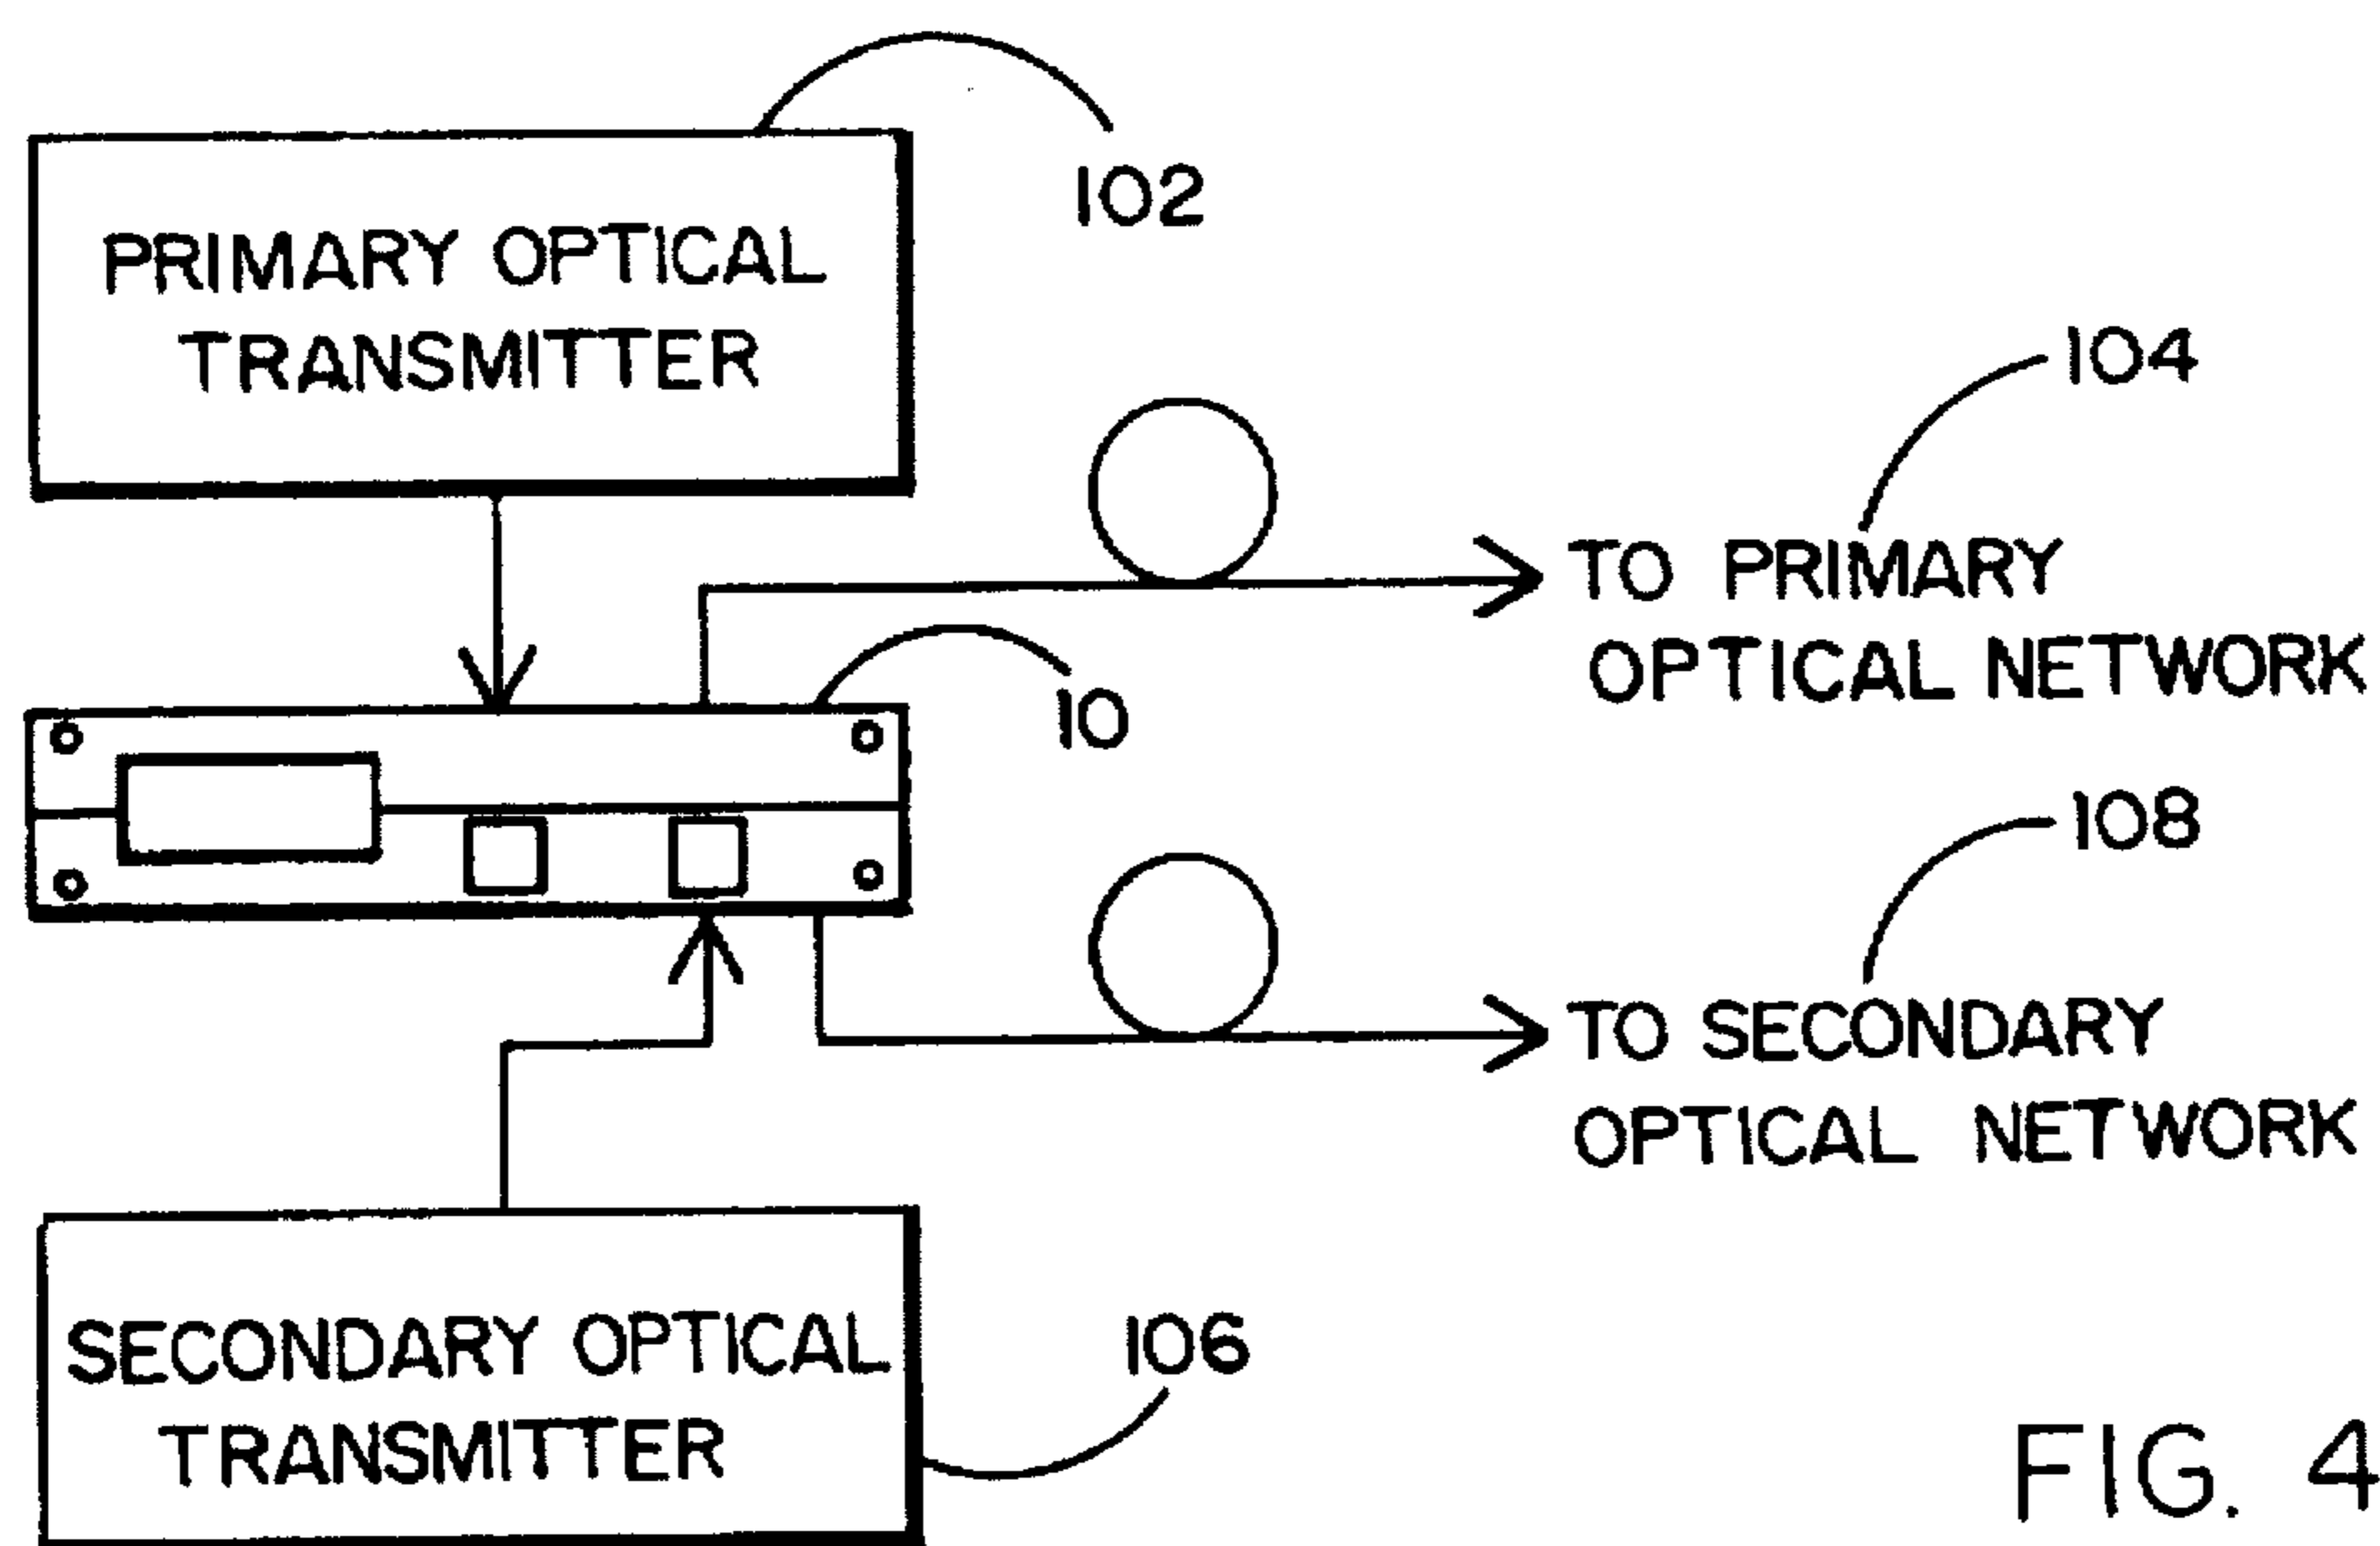 102
PRIMARY OPTICAL
TRANSMITTER
104
TO PRIMARY
OPTICAL NETWORK
10
108
TO SECONDARY
OPTICAL NETWORK
SECONDARY OPTICAL
TRANSMITTER
106
FIG. 4